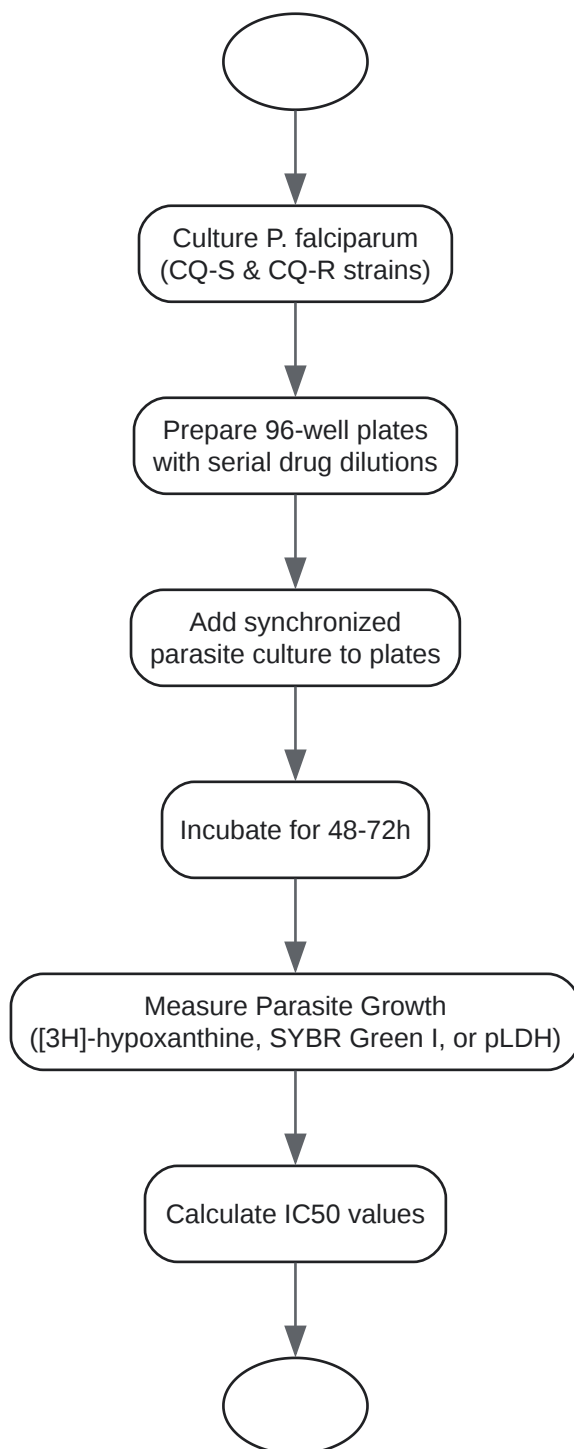 Culture P. falciparum
(CQ-S & CQ-R strains)
Prepare 96-well plates
with serial drug dilutions
Add synchronized
parasite culture to plates
Incubate for 48-72h
Measure Parasite Growth
([3H]-hypoxanthine, SYBR Green I, or pLDH)
Calculate IC50 values